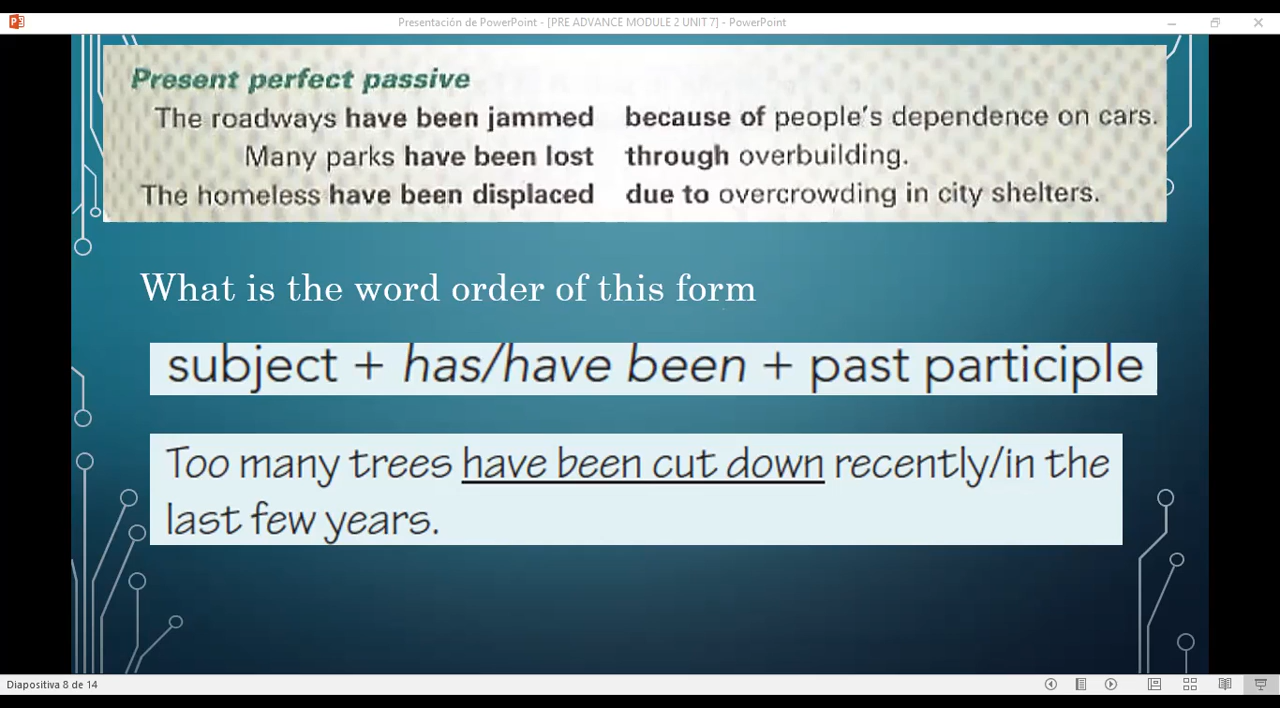 Presentación de PowerPoint - [PRE ADVANCE MODULE 2 UNIT 7] - PowerPoint
Present perfect passive
The roadways have been jammed because of people's dependence on cars.
Many parks have been lost through overbuilding.
The homeless have been displaced due to overcrowding in city shelters.
What is the word order of this form
subject + has/have been + past participle
Too many trees have been cut down recently/in the
last few years.
Diapositiva 8 de 14